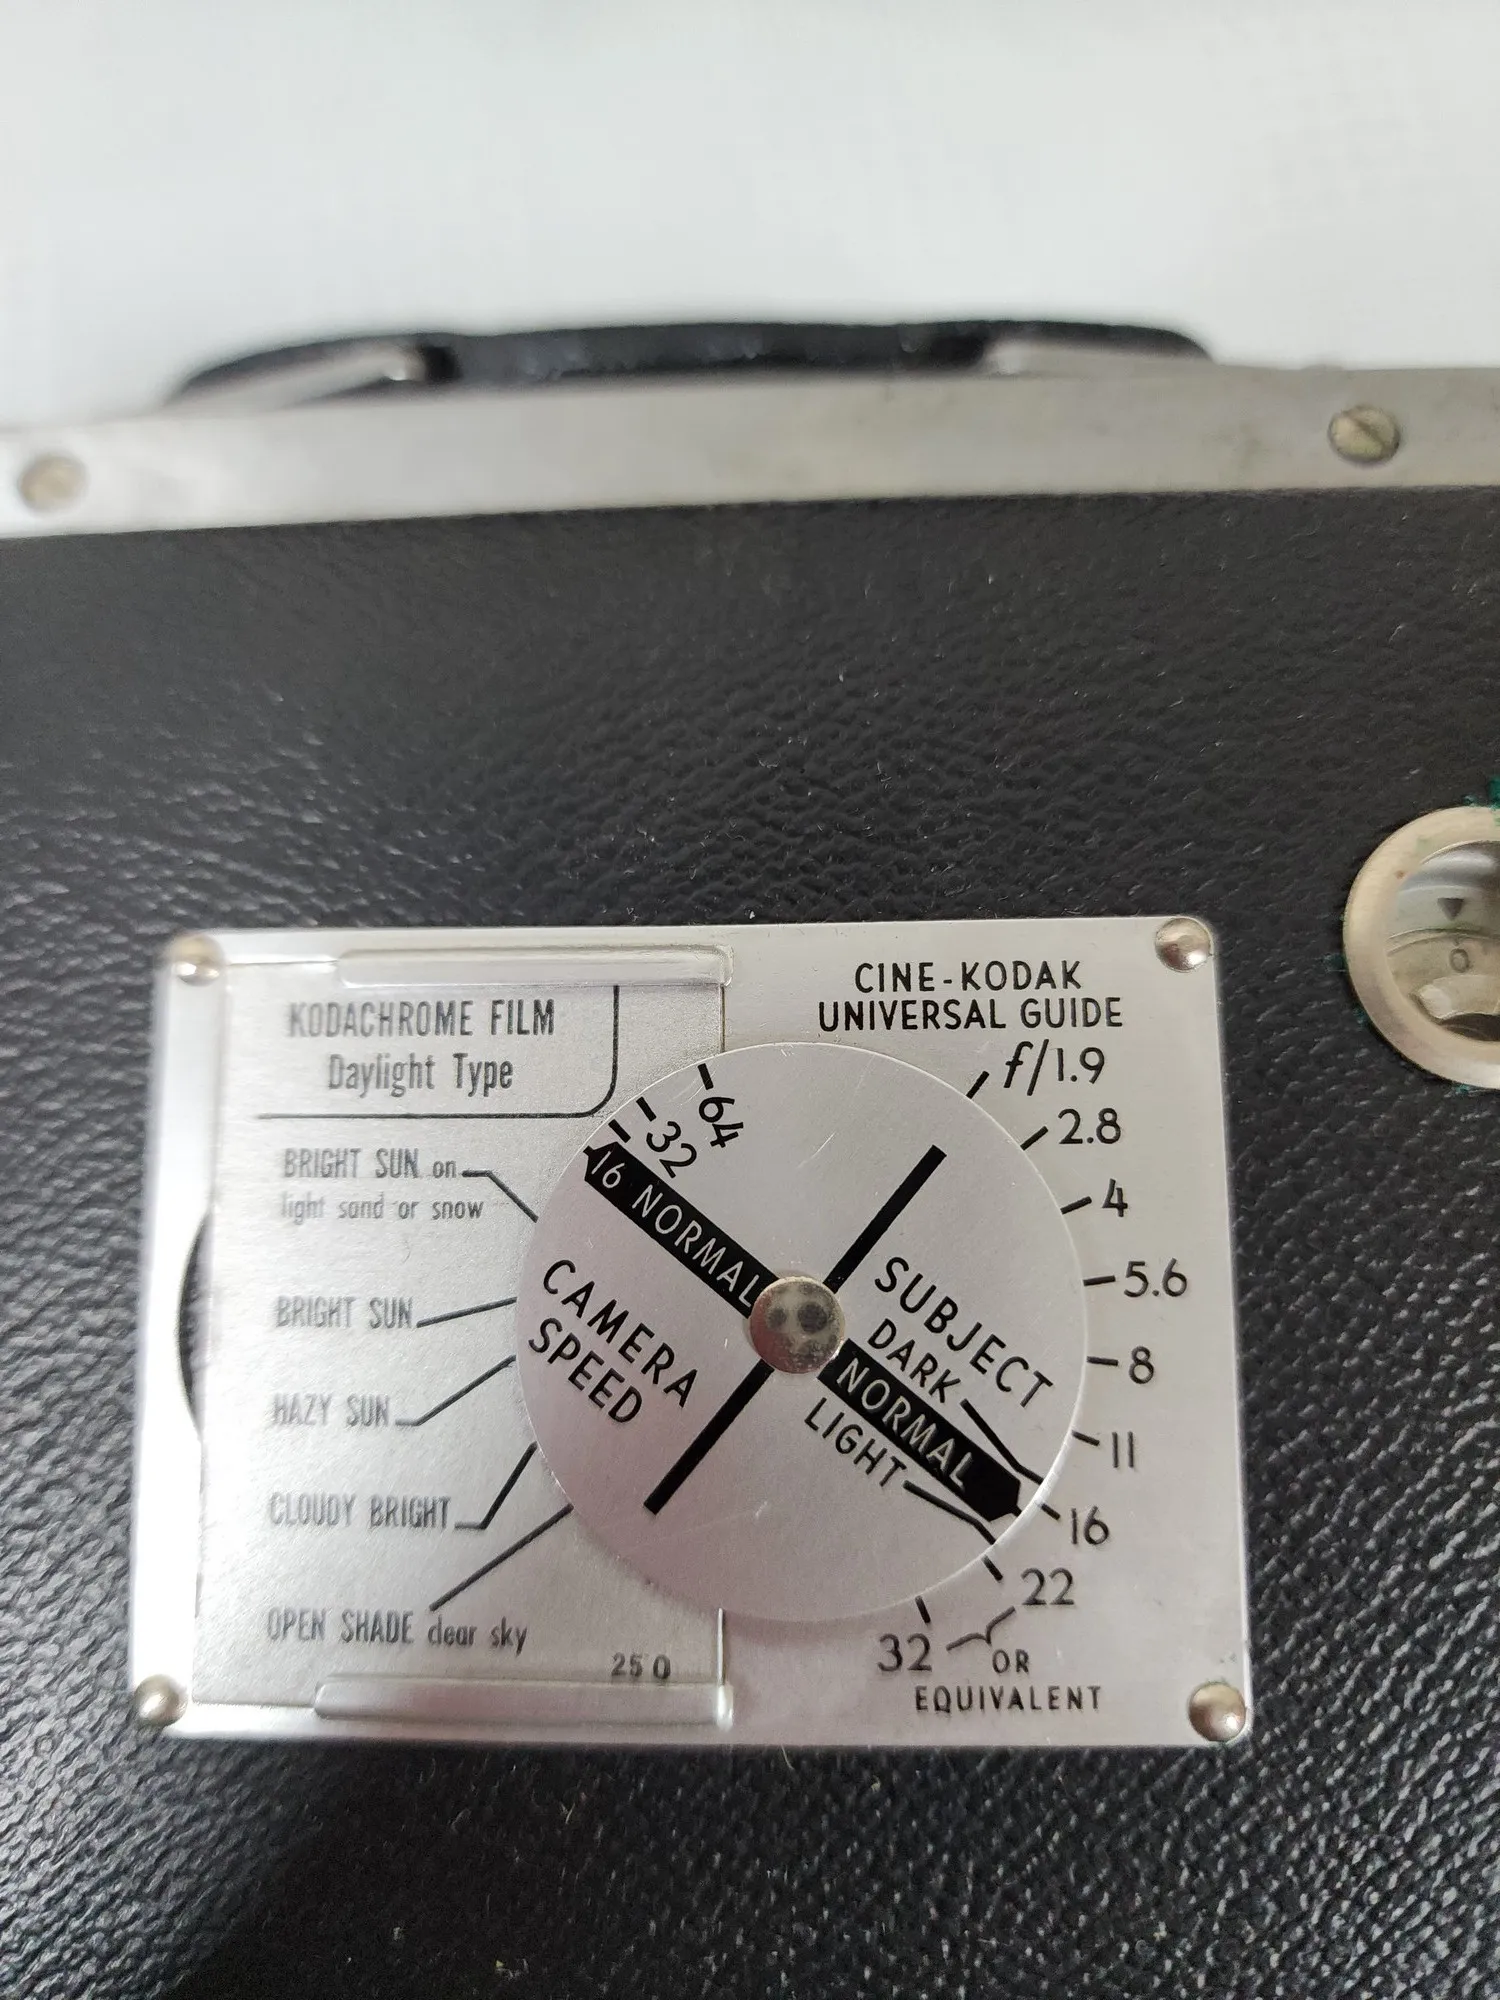 KODACHROME FILM
Daylight Type
BRIGHT SUN on
light sand or snow
BRIGHT SUN
HAZY SUN
CLOUDY BRIGHT
OPEN SHADE clear sky
25 0
CINE-KODAK
UNIVERSAL GUIDE
f/1.9
2.8
4
5.6
8
11
16
22
32
OR
EQUIVALENT
64
32
16 NORMAL
CAMERA
SPEED
SUBJECT
DARK
NORMAL
LIGHT
0